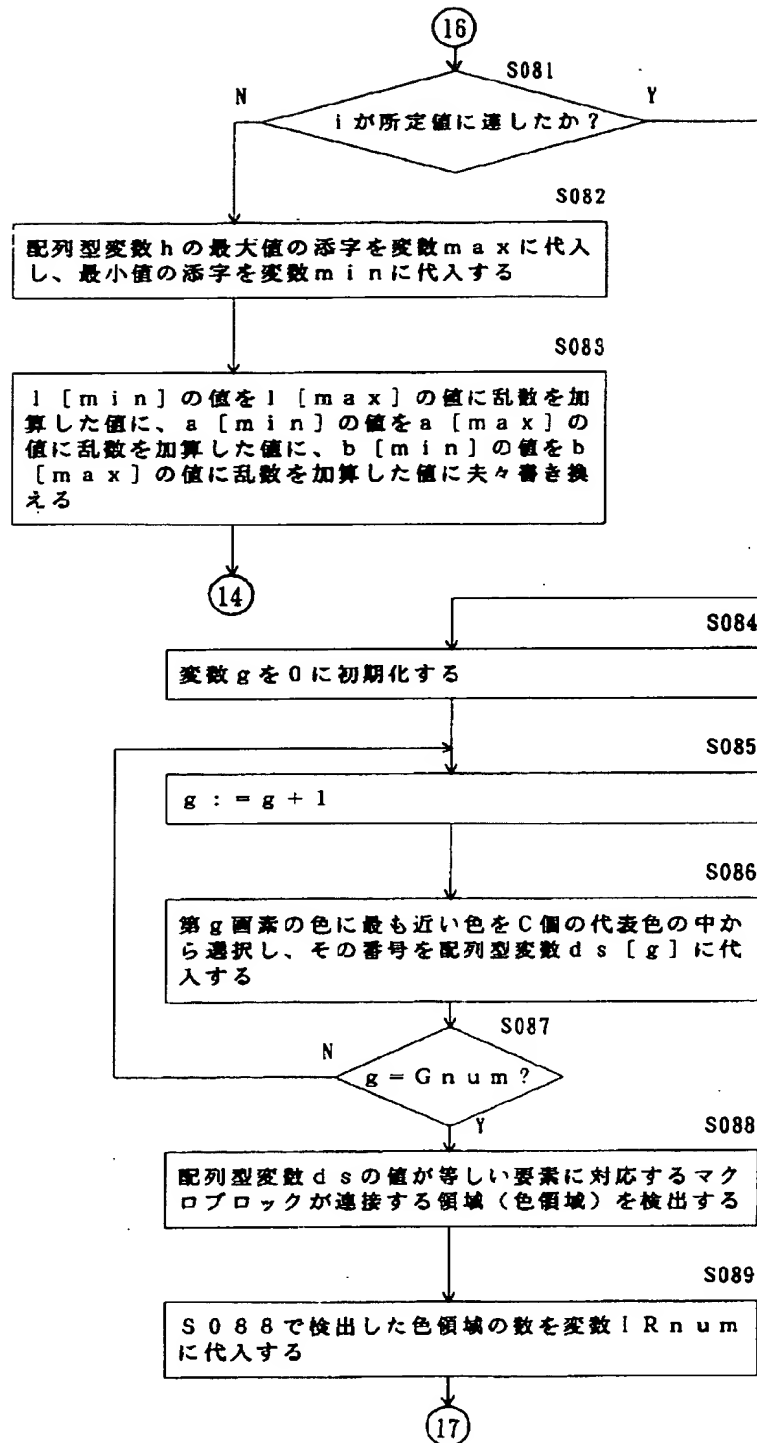 16
S081
N
Y
iが所定値に達したか?
S082
配列型変数hの最大値の添字を変数maxに代入
し、最小値の添字を変数minに代入する
S083
l[min]の値をl[max]の値に乱数を加
算した値に、a[min]の値をa[max]の
値に乱数を加算した値に、b[min]の値をb
[max]の値に乱数を加算した値に夫々書き換
える
14
S084
変数gを0に初期化する
S085
g:=g+1
S086
第g画素の色に最も近い色をC個の代表色の中か
ら選択し、その番号を配列型変数ds[g]に代
入する
S087
N
g=Gnum?
Y
S088
配列型変数dsの値が等しい要素に対応するマク
ロブロックが連接する領域(色領域)を検出する
S089
S088で検出した色領域の数を変数IRnum
に代入する
17